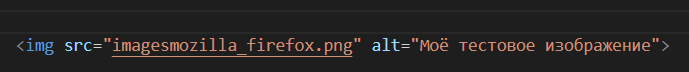 <img src="imagesmozilla_firefox.png" alt="Моё тестовое изображение">